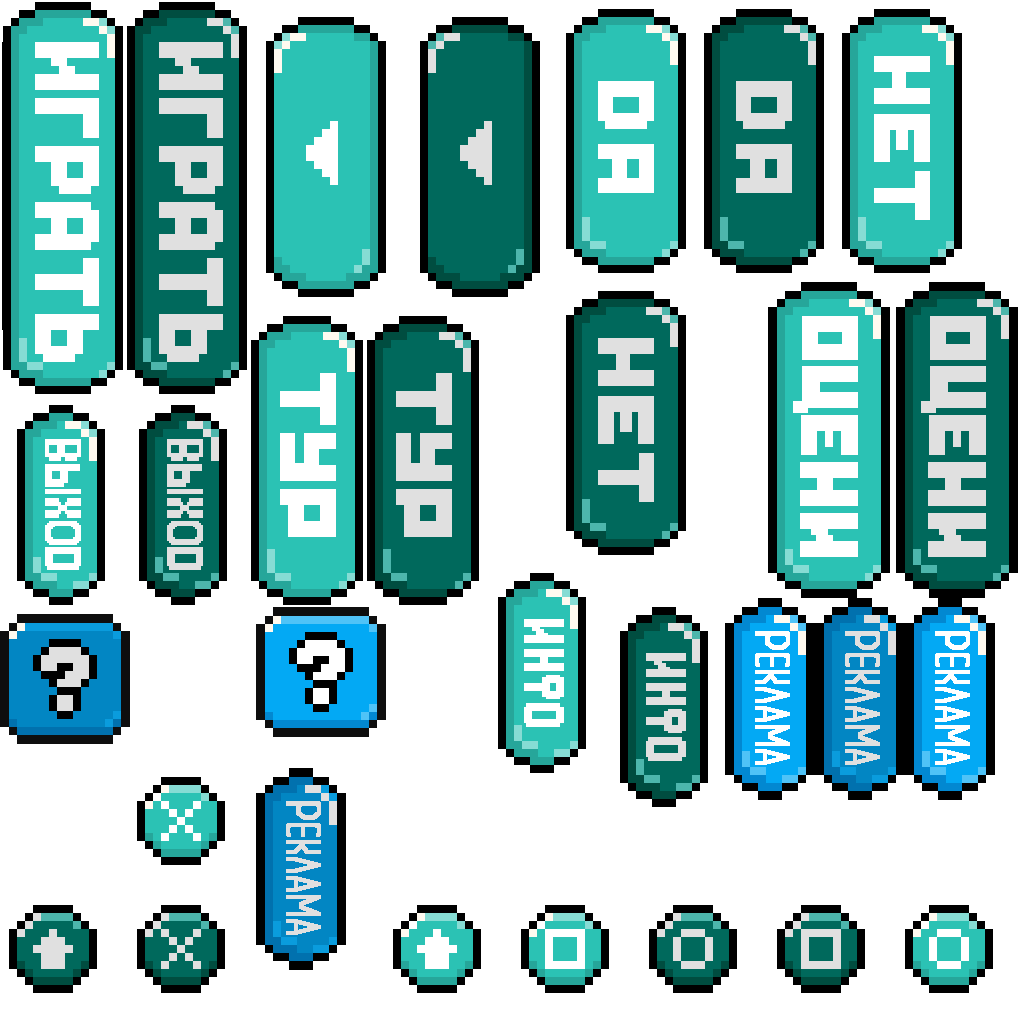 ИГРАТЬ
ИГРАТЬ
ДА
ДА
НЕТ
ВЫХОД
ВЫХОД
ТУР
ТУР
НЕТ
ОЦЕНИ
ОЦЕНИ
?
?
ИНФО
ИНФО
РЕКЛАМА
РЕКЛАМА
РЕКЛАМА
РЕКЛАМА